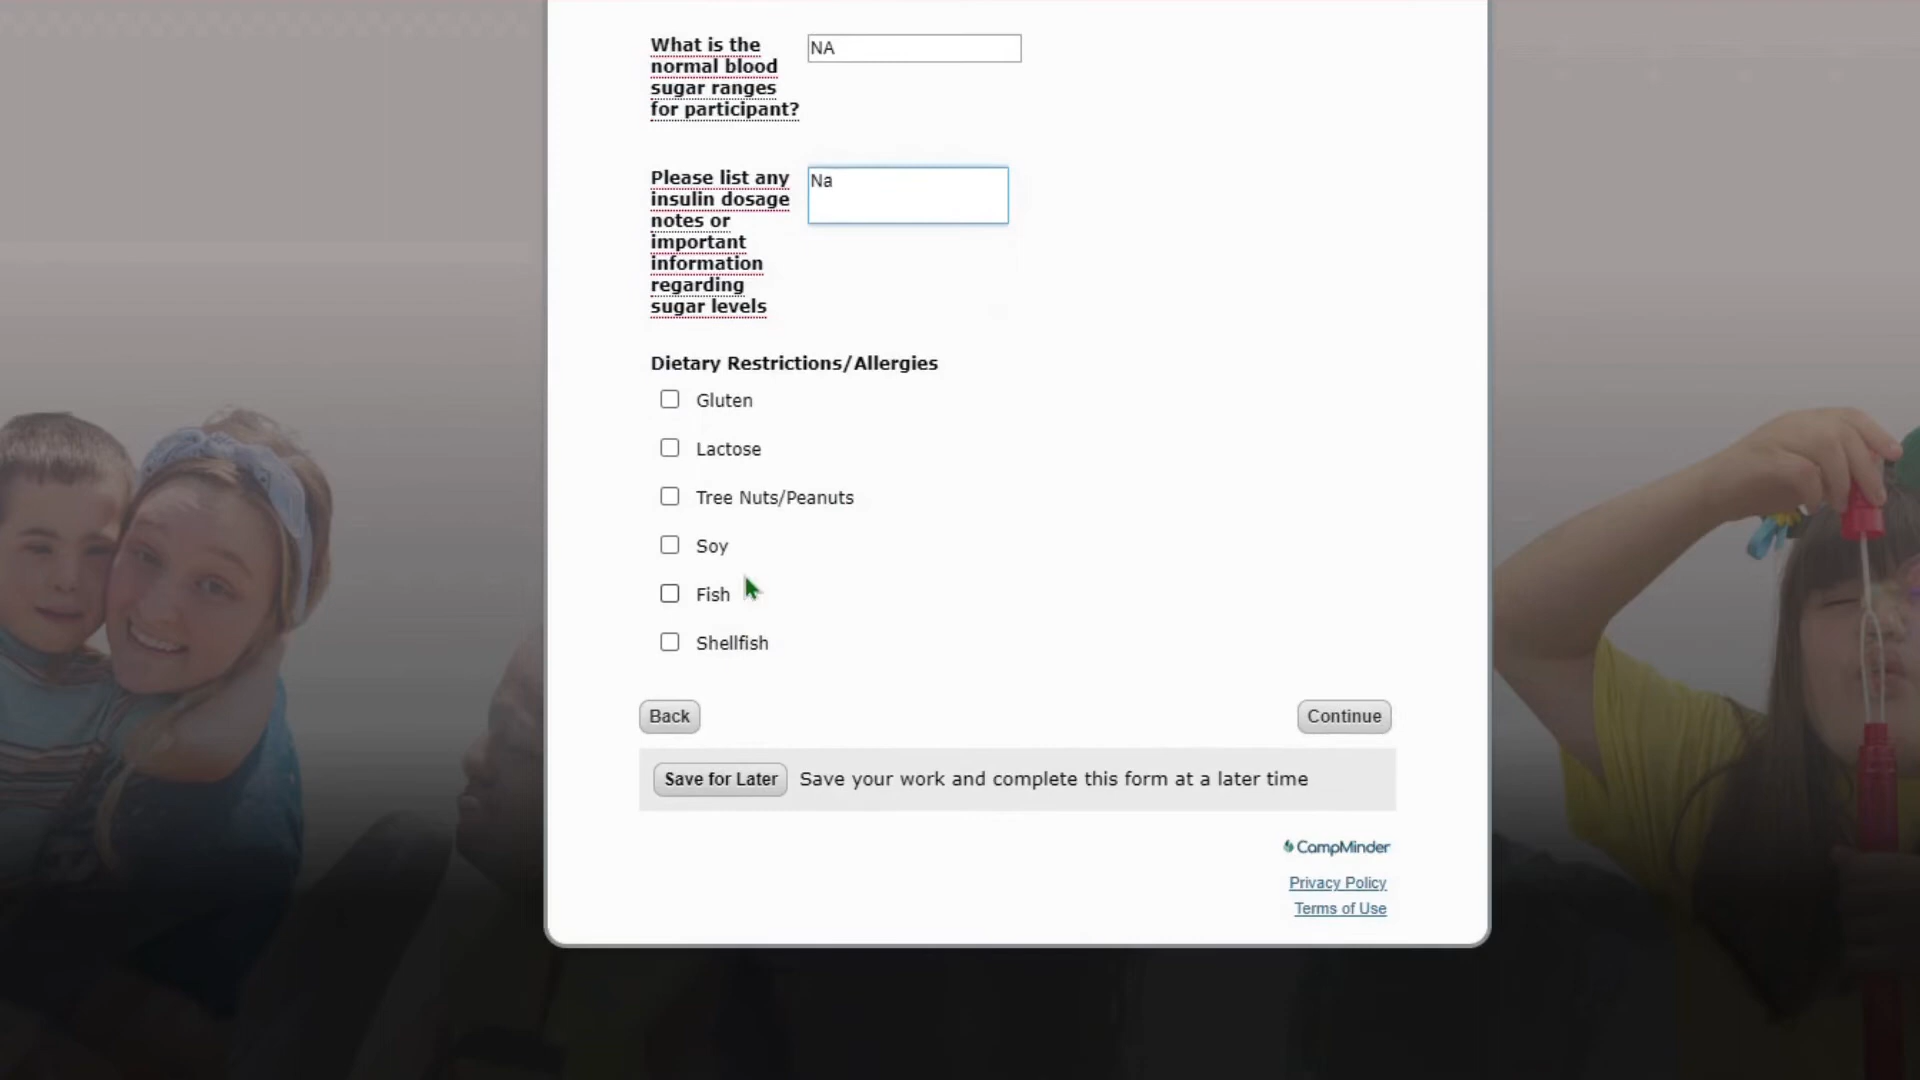 What is the
normal blood
sugar ranges
for participant?
NA
Please list any
insulin dosage
notes or
important
information
regarding
sugar levels
Na
Dietary Restrictions/Allergies
Gluten
Lactose
Tree Nuts/Peanuts
Soy
Fish
Shellfish
Back
Continue
Save for Later
Save your work and complete this form at a later time
CampMinder
Privacy Policy
Terms of Use